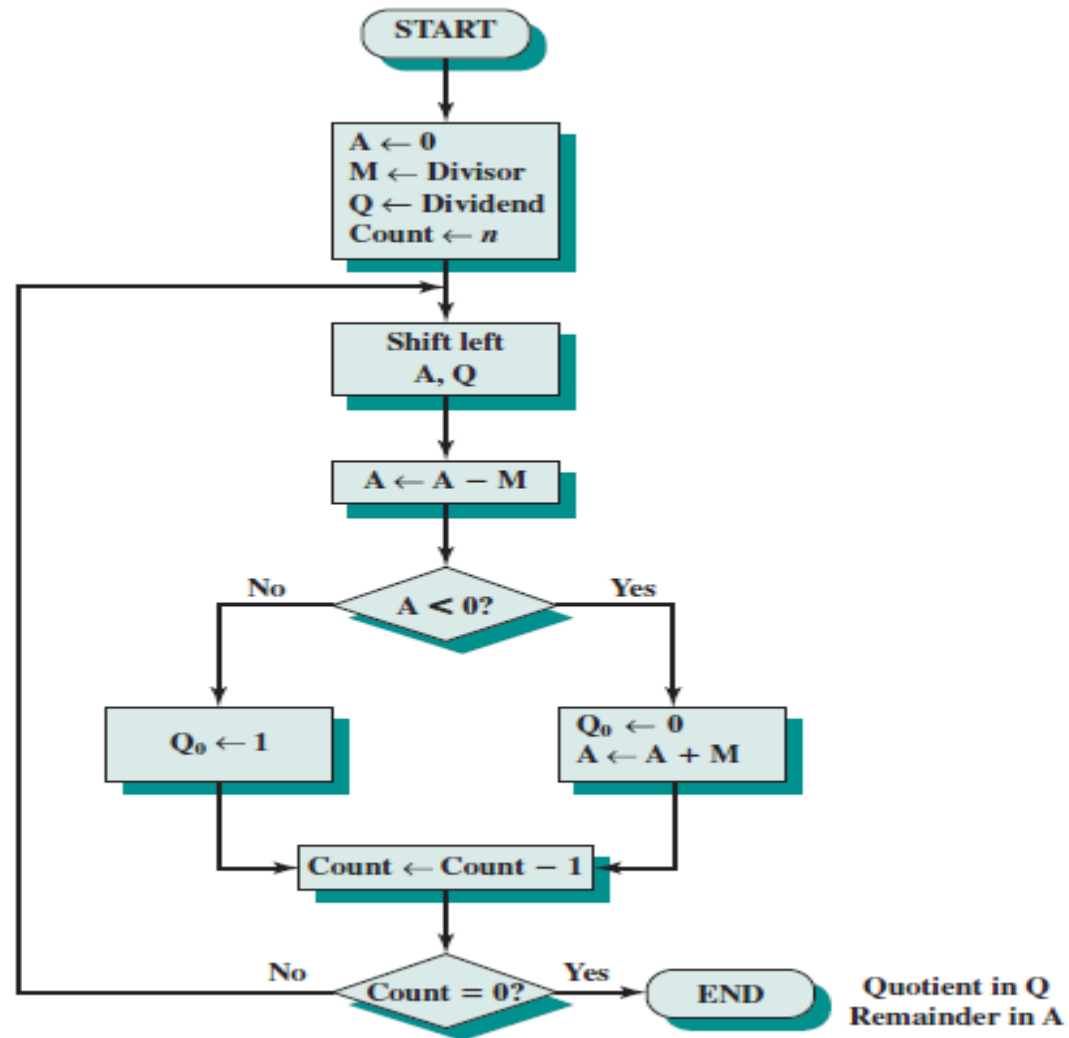 START
A ← 0
M ← Divisor
Q ← Dividend
Count ← n
Shift left
A, Q
A ← A − M
A < 0?
No
Yes
Q₀ ← 1
Q₀ ← 0
A ← A + M
Count ← Count − 1
Count = 0?
No
Yes
END
Quotient in Q
Remainder in A